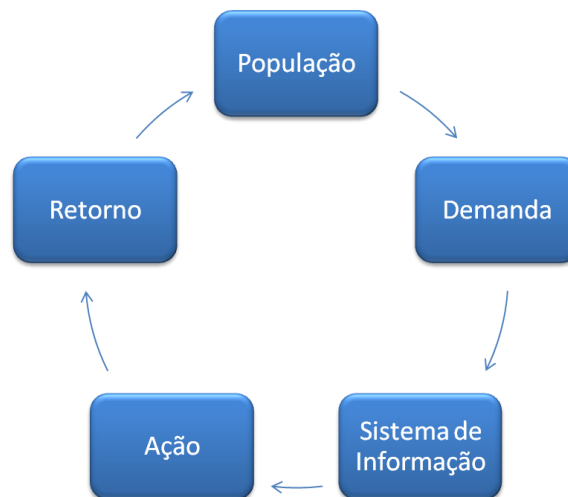 População
Demanda
Sistema de
Informação
Ação
Retorno